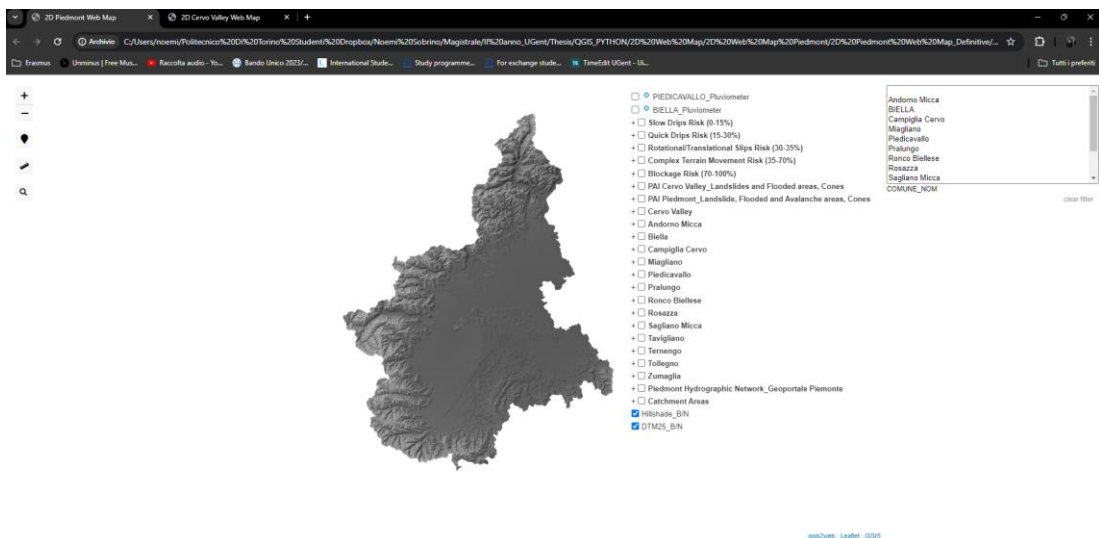 2D Piedmont Web Map
2D Cervo Valley Web Map
Archivio C:/Users/noemi/Politecnico%20Di%20Torino%20Studenti%20Dropbox/Noemi%20Sobrino/Magistrale/II%20anno_UGent/Thesis/QGIS_PYTHON/2D%20Web%20Map/2D%20Web%20Map%20Piedmont/2D%20Piedmont%20Web%20Map_Definitive/...
Erasmus
Unminus | Free Mus...
Raccolta audio - Yo...
Bando Unico 2023/...
International Stude...
Study programme...
For exchange stude...
TimeEdit UGent - Ui...
Tutti i preferiti
PIEDICAVALLO_Pluviometer
BIELLA_Pluviometer
+ Slow Drips Risk (0-15%)
+ Quick Drips Risk (15-30%)
+ Rotational/Translational Slips Risk (30-35%)
+ Complex Terrain Movement Risk (35-70%)
+ Blockage Risk (70-100%)
+ PAI Cervo Valley_Landslides and Flooded areas, Cones
+ PAI Piedmont_Landslide, Flooded and Avalanche areas, Cones
+ Cervo Valley
+ Andorno Micca
+ Biella
+ Campiglia Cervo
+ Miagliano
+ Piedicavallo
+ Pralungo
+ Ronco Biellese
+ Rosazza
+ Sagliano Micca
+ Tavigliano
+ Ternengo
+ Tollegno
+ Zumaglia
+ Piedmont Hydrographic Network_Geoportale Piemonte
+ Catchment Areas
Hillshade_B/N
DTM25_B/N
Andorno Micca
BIELLA
Campiglia Cervo
Miagliano
Piedicavallo
Pralungo
Ronco Biellese
Rosazza
Sagliano Micca
COMUNE_NOM
clear filter
qgis2web Leaflet QGIS